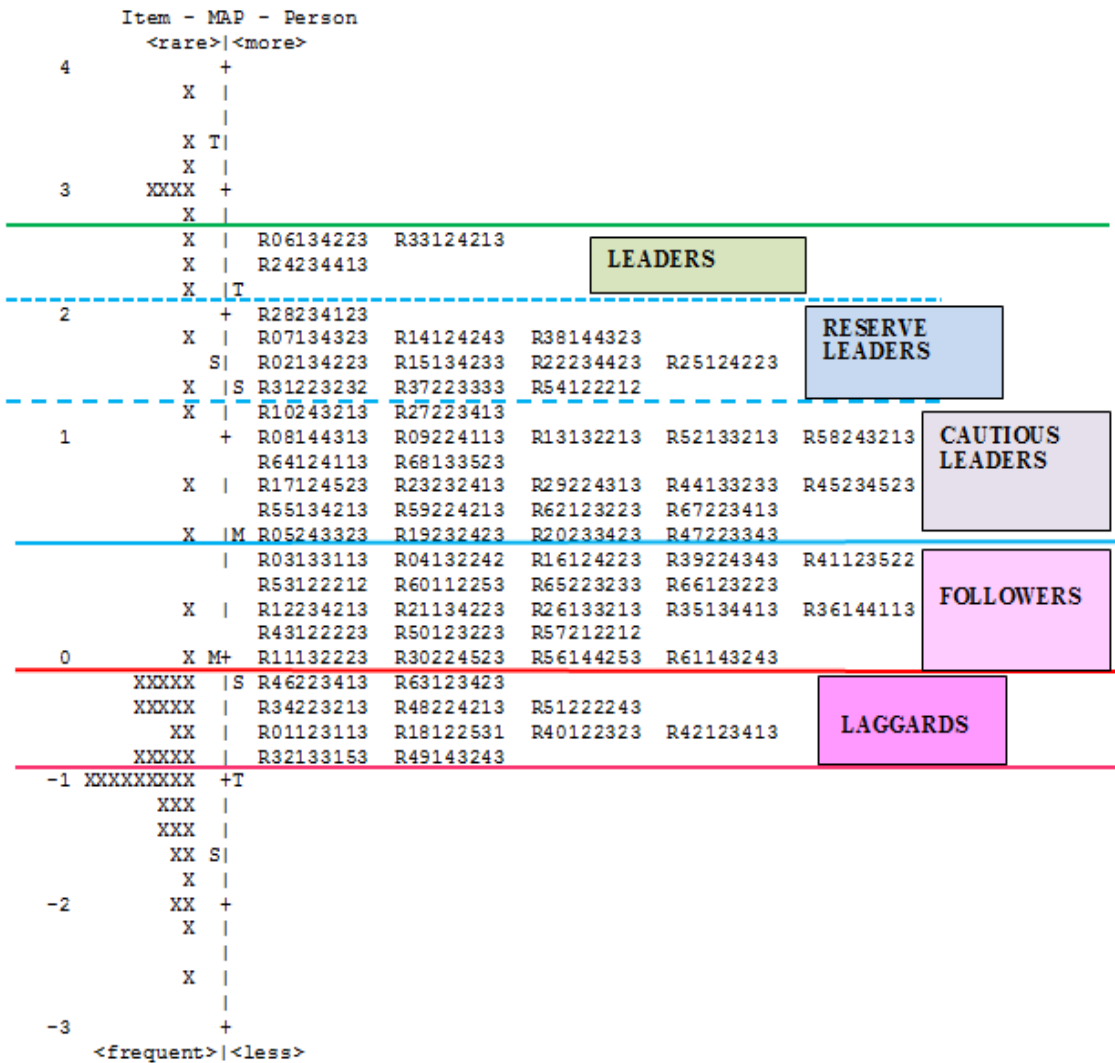 Item - MAP - Person
<rare>|<more>
4 +
X |
|
X T|
X |
3 XXXX +
X |
X | R06134223 R33124213
X | R24234413
LEADERS
X |T
2 + R28234123
X | R07134323 R14124243 R38144323
S| R02134223 R15134233 R22234423 R25124223
X |S R31223232 R37223333 R54122212
RESERVE
LEADERS
X | R10243213 R27223413
1 + R08144313 R09224113 R13132213 R52133213 R58243213
R64124113 R68133523
X | R17124523 R23232413 R29224313 R44133233 R45234523
R55134213 R59224213 R62123223 R67223413
X |M R05243323 R19232423 R20233423 R47223343
CAUTIOUS
LEADERS
| R03133113 R04132242 R16124223 R39224343 R41123522
R53122212 R60112253 R65223233 R66123223
X | R12234213 R21134223 R26133213 R35134413 R36144113
R43122223 R50123223 R57212212
0 X M+ R11132223 R30224523 R56144253 R61143243
FOLLOWERS
XXXXX |S R46223413 R63123423
XXXXX | R34223213 R48224213 R51222243
XX | R01123113 R18122531 R40122323 R42123413
XXXXX | R32133153 R49143243
LAGGARDS
-1 XXXXXXXXX +T
XXX |
XXX |
XX S|
X |
-2 XX +
X |
|
X |
|
-3 +
<frequent>|<less>